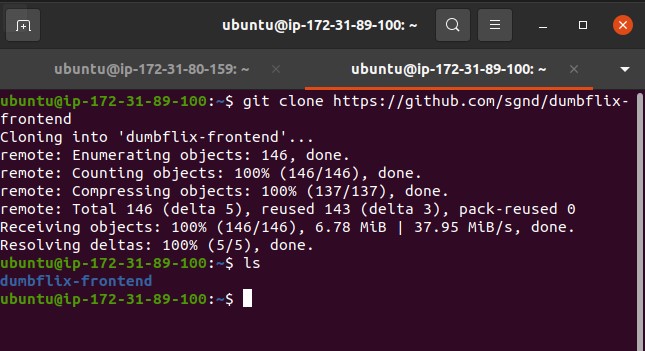 ubuntu@ip-172-31-89-100: ~
ubuntu@ip-172-31-80-159: ~
ubuntu@ip-172-31-89-100: ~
ubuntu@ip-172-31-89-100:~$ git clone https://github.com/sgnd/dumbflix-
frontend
Cloning into 'dumbflix-frontend'...
remote: Enumerating objects: 146, done.
remote: Counting objects: 100% (146/146), done.
remote: Compressing objects: 100% (137/137), done.
remote: Total 146 (delta 5), reused 143 (delta 3), pack-reused 0
Receiving objects: 100% (146/146), 6.78 MiB | 37.95 MiB/s, done.
Resolving deltas: 100% (5/5), done.
ubuntu@ip-172-31-89-100:~$ ls
dumbflix-frontend
ubuntu@ip-172-31-89-100:~$